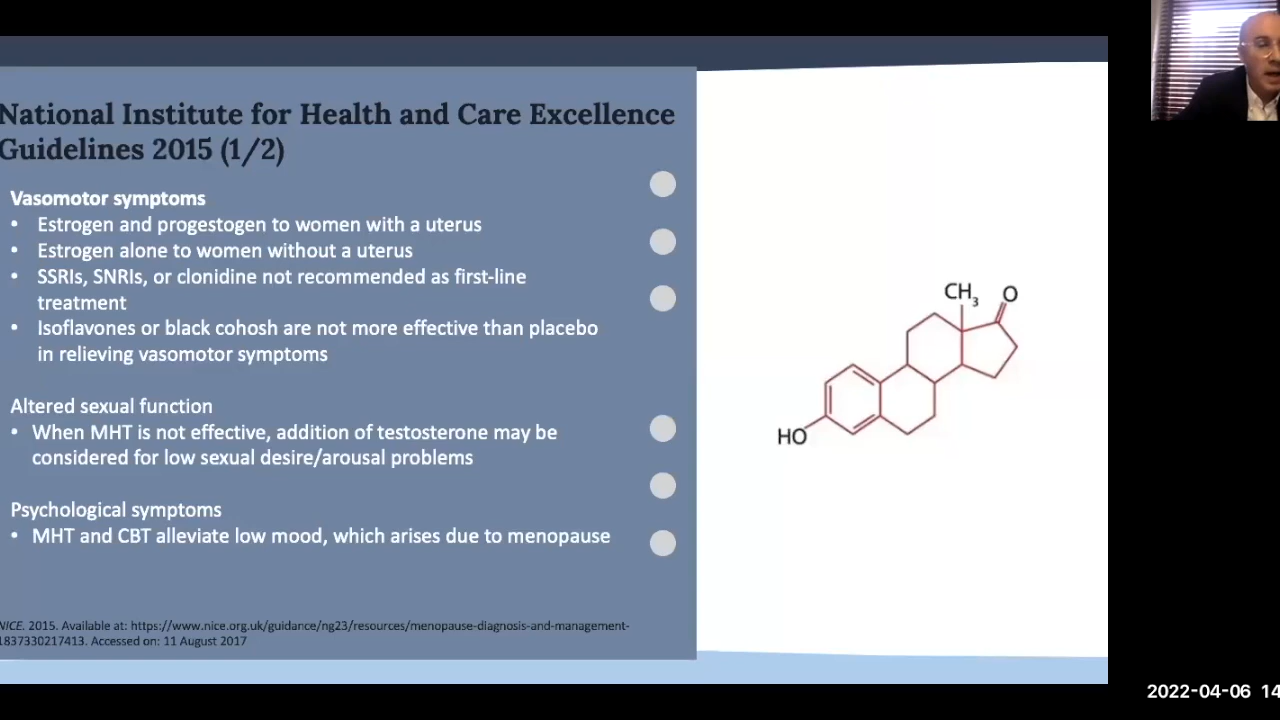 National Institute for Health and Care Excellence
Guidelines 2015 (1/2)
Vasomotor symptoms
• Estrogen and progestogen to women with a uterus
• Estrogen alone to women without a uterus
• SSRIs, SNRIs, or clonidine not recommended as first-line
treatment
• Isoflavones or black cohosh are not more effective than placebo
in relieving vasomotor symptoms
Altered sexual function
• When MHT is not effective, addition of testosterone may be
considered for low sexual desire/arousal problems
Psychological symptoms
• MHT and CBT alleviate low mood, which arises due to menopause
NICE. 2015. Available at: https://www.nice.org.uk/guidance/ng23/resources/menopause-diagnosis-and-management-
1837330217413. Accessed on: 11 August 2017
CH3
O
HO
2022-04-06 14